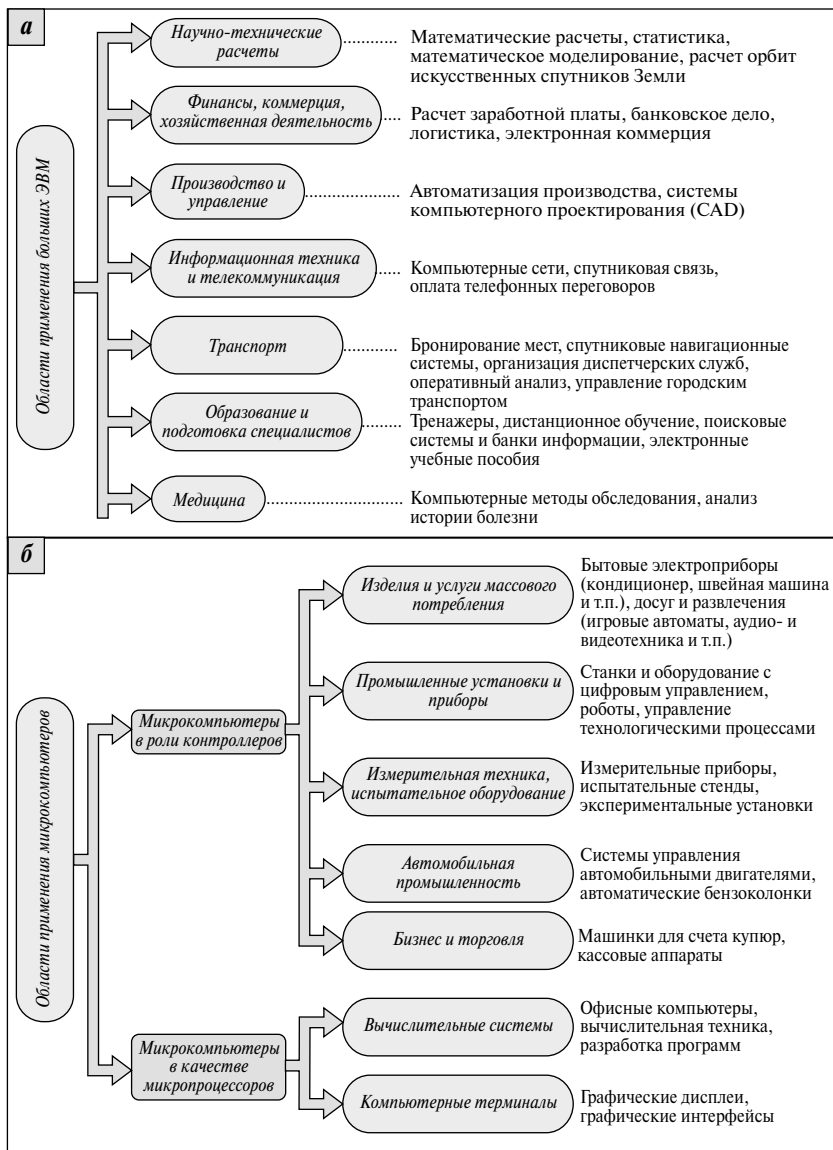 а
Области применения больших ЭВМ
Научно-технические
расчеты
Математические расчеты, статистика,
математическое моделирование, расчет орбит
искусственных спутников Земли
Финансы, коммерция,
хозяйственная деятельность
Расчет заработной платы, банковское дело,
логистика, электронная коммерция
Производство и
управление
Автоматизация производства, системы
компьютерного проектирования (CAD)
Информационная техника
и телекоммуникация
Компьютерные сети, спутниковая связь,
оплата телефонных переговоров
Транспорт
Бронирование мест, спутниковые навигационные
системы, организация диспетчерских служб,
оперативный анализ, управление городским
транспортом
Образование и
подготовка специалистов
Тренажеры, дистанционное обучение, поисковые
системы и банки информации, электронные
учебные пособия
Медицина
Компьютерные методы обследования, анализ
истории болезни
б
Области применения микрокомпьютеров
Микрокомпьютеры
в роли контроллеров
Изделия и услуги массового
потребления
Бытовые электроприборы
(кондиционер, швейная машина
и т.п.), досуг и развлечения
(игровые автоматы, аудио- и
видеотехника и т.п.)
Промышленные установки и
приборы
Станки и оборудование с
цифровым управлением,
роботы, управление
технологическими процессами
Измерительная техника,
испытательное оборудование
Измерительные приборы,
испытательные стенды,
экспериментальные установки
Автомобильная
промышленность
Системы управления
автомобильными двигателями,
автоматические бензоколонки
Бизнес и торговля
Машинки для счета купюр,
кассовые аппараты
Микрокомпьютеры
в качестве
микропроцессоров
Вычислительные системы
Офисные компьютеры,
вычислительная техника,
разработка программ
Компьютерные терминалы
Графические дисплеи,
графические интерфейсы